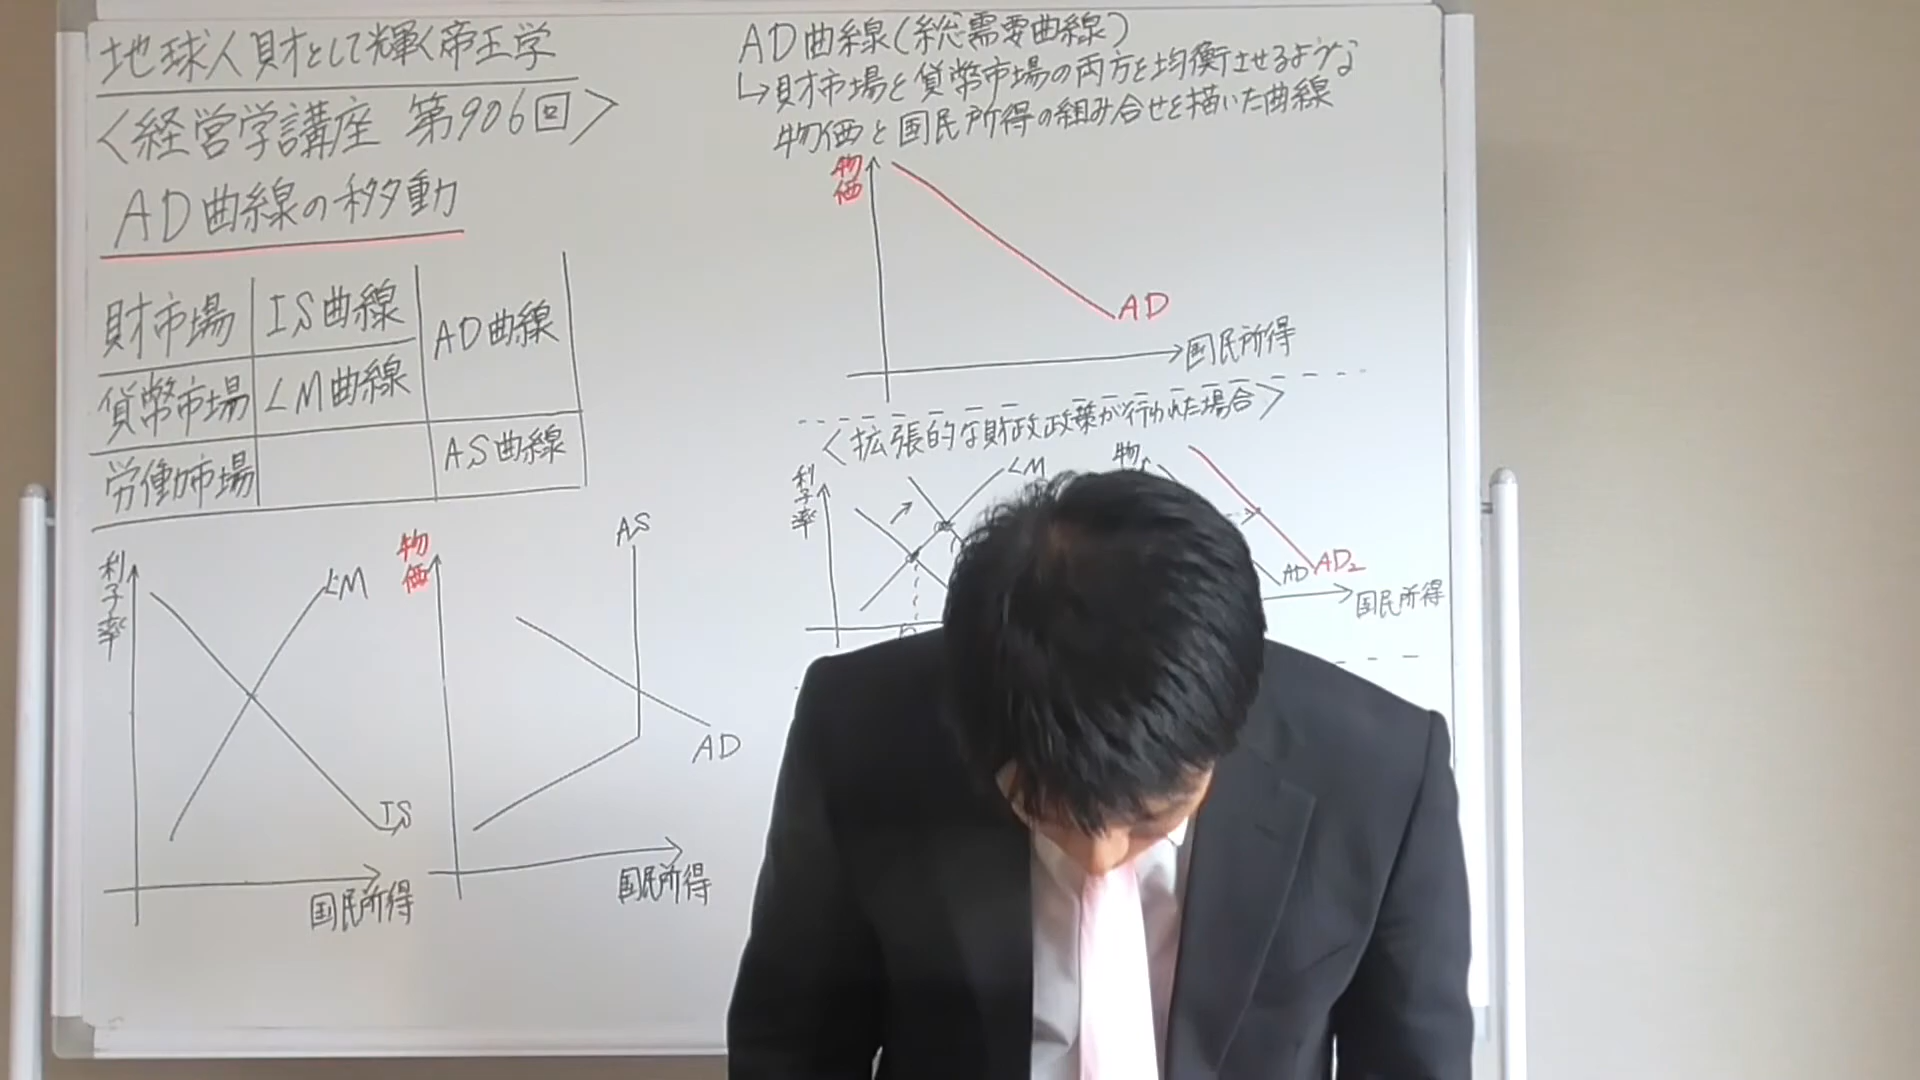 地球人財として輝く帝王学
〈経営学講座 第906回〉
AD曲線の移動
財市場 IS曲線 AD曲線
貨幣市場 LM曲線
労働市場 AS曲線
利子率
LM
IS
国民所得
物価
AS
AD
国民所得
AD曲線(総需要曲線)
↳財市場と貨幣市場の両方を均衡させるような
物価と国民所得の組み合せを描いた曲線
物価
AD
国民所得
〈拡張的な財政政策が行われた場合〉
利子率
LM
物
AD
AD2
国民所得